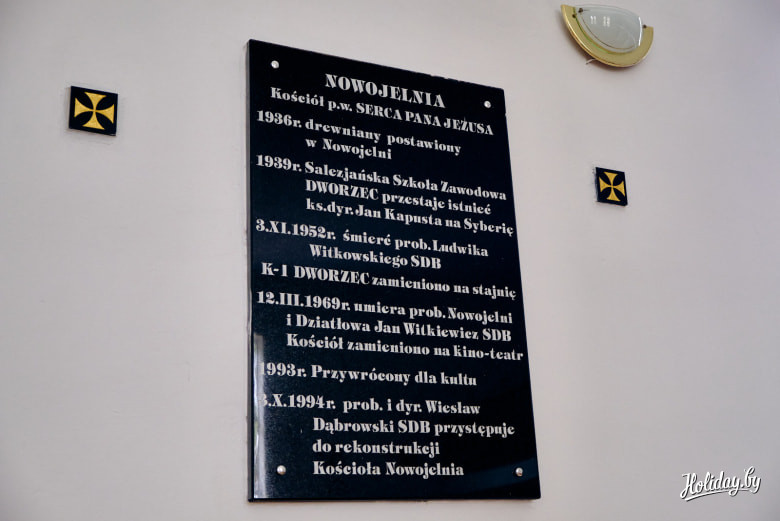 NOWOJELNIA
Kościół p.w. SERCA PANA JEZUSA
1936r. drewniany postawiony
w Nowojelni
1939r. Salezjańska Szkoła Zawodowa
DWORZEC przestaje istnieć
ks.dyr. Jan Kapusta na Syberię
3.XI.1952r. śmierć prob. Ludwika
Witkowskiego SDB
K-ł DWORZEC zamieniono na stajnię
12.III.1969r. umiera prob. Nowojelni
i Działłowa Jan Witkiewicz SDB
Kościół zamieniono na kino-teatr
1993r. Przywrócony dla kultu
3.X.1994r. prob. i dyr. Wiesław
Dąbrowski SDB przystępuje
do rekonstrukcji
Kościoła Nowojelnia
Holiday.by